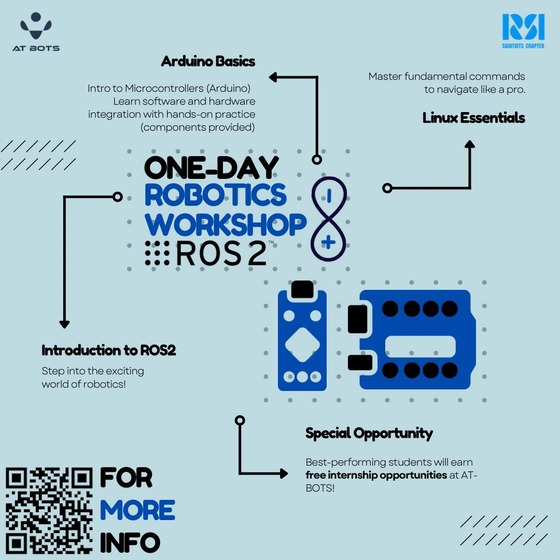 AT BOTS
RSI
SAINTGITS CHAPTER
Arduino Basics
Intro to Microcontrollers (Arduino)
Learn software and hardware
integration with hands-on practice
(components provided)
Master fundamental commands
to navigate like a pro.
Linux Essentials
ONE-DAY
ROBOTICS
WORKSHOP
ROS 2™
Introduction to ROS2
Step into the exciting
world of robotics!
Special Opportunity
Best-performing students will earn
free internship opportunities at AT-
BOTS!
FOR
MORE
INFO